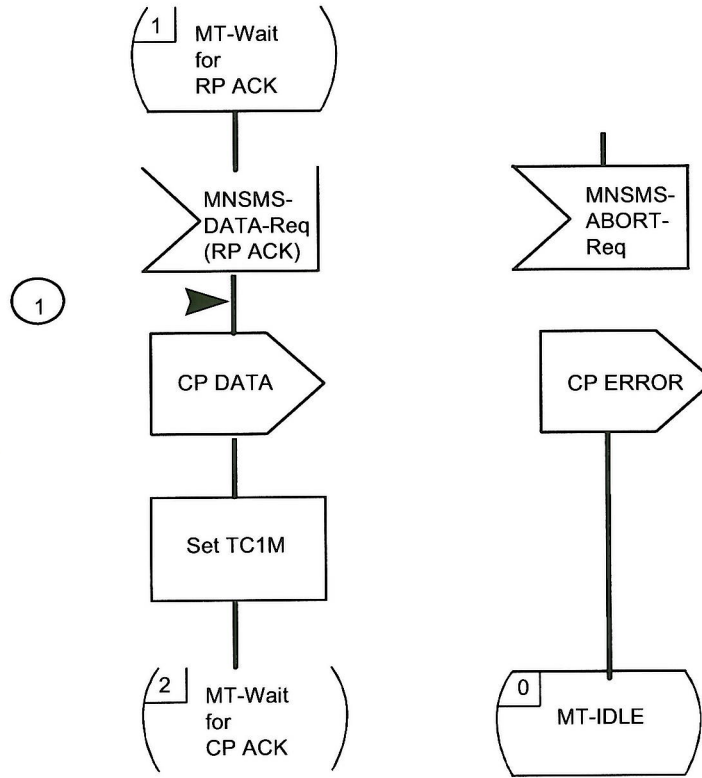 1
MT-Wait
for
RP ACK
MNSMS-
DATA-Req
(RP ACK)
1
CP DATA
Set TC1M
2
MT-Wait
for
CP ACK
MNSMS-
ABORT-
Req
CP ERROR
0
MT-IDLE